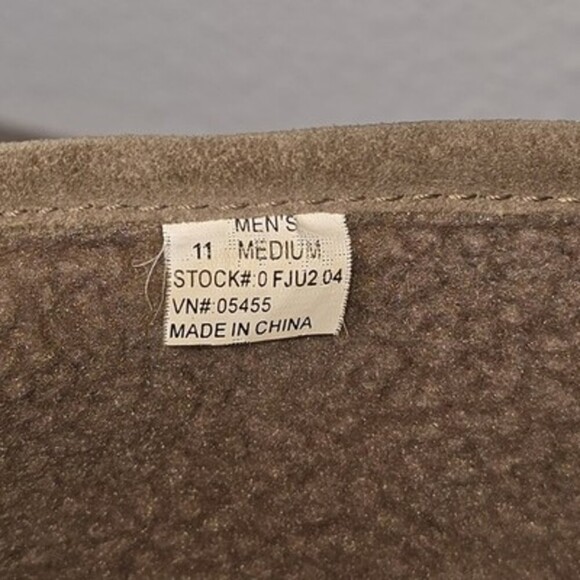 MEN'S
11 MEDIUM
STOCK#:0 FJU2 04
VN#:05455
MADE IN CHINA